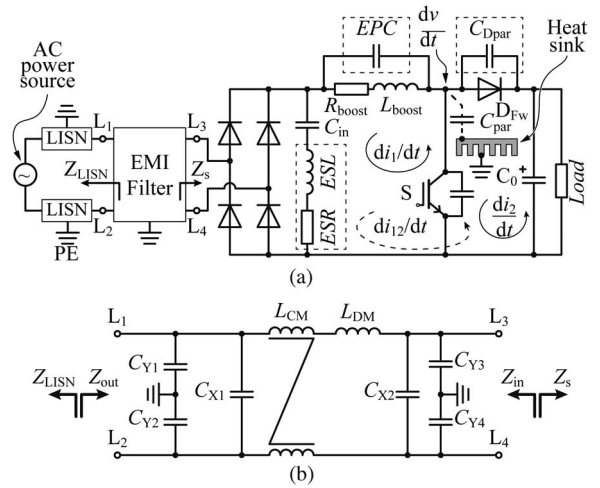 AC
power
source
LISN
L1
L3
EMI
Filter
ZLISN
Zs
LISN
L2
L4
PE
EPC
Rboost
Lboost
Cin
ESL
ESR
dv
dt
CDpar
Heat
sink
DFw
Cpar
di1/dt
S
di12/dt
di2
dt
C0
+
Load
(a)
L1
LCM
LDM
L3
CY1
CX1
CX2
CY3
ZLISN
Zout
Zin
Zs
CY2
CY4
L2
L4
(b)